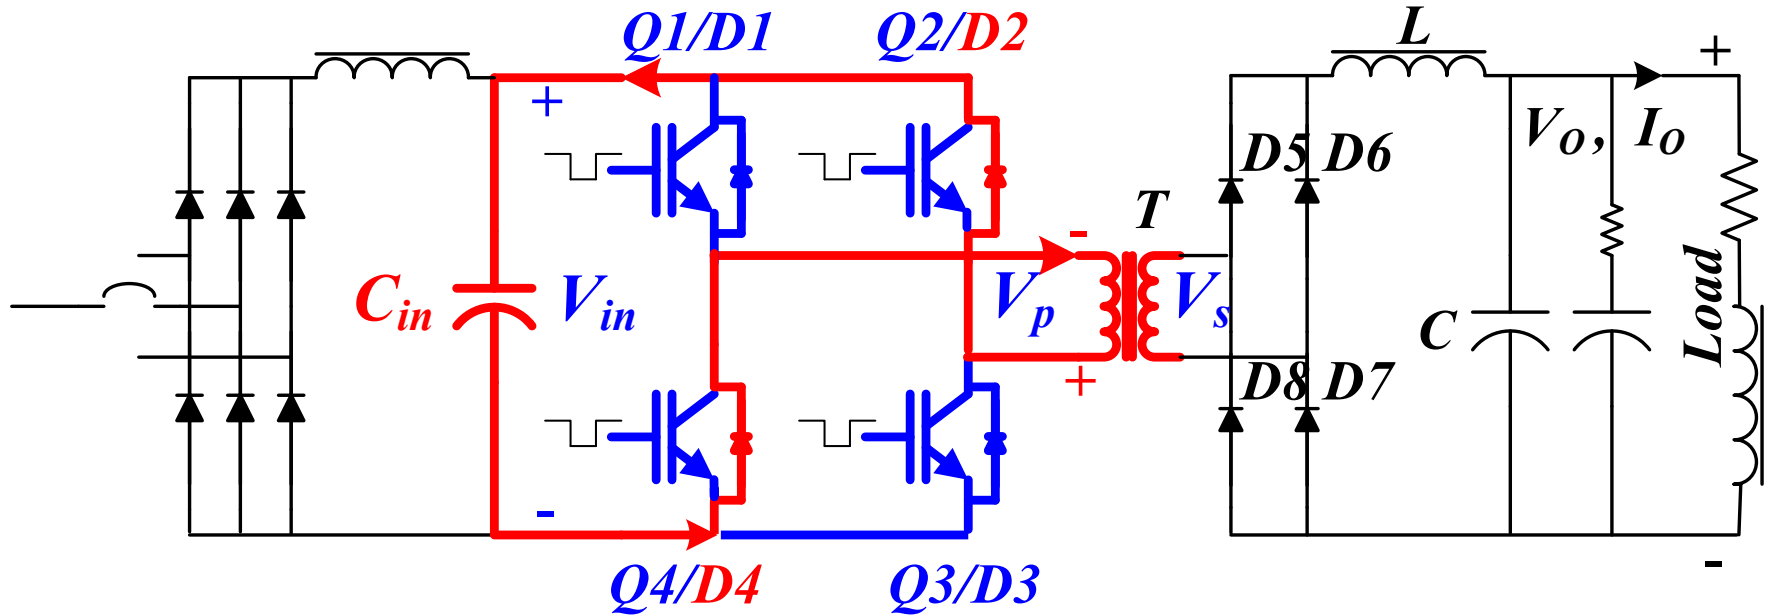 Q1/D1
Q2/D2
L
+
+
Vo, Io
D5 D6
T
-
Cin
Vin
Vp
Vs
C
Load
+
D8 D7
-
-
Q4/D4
Q3/D3